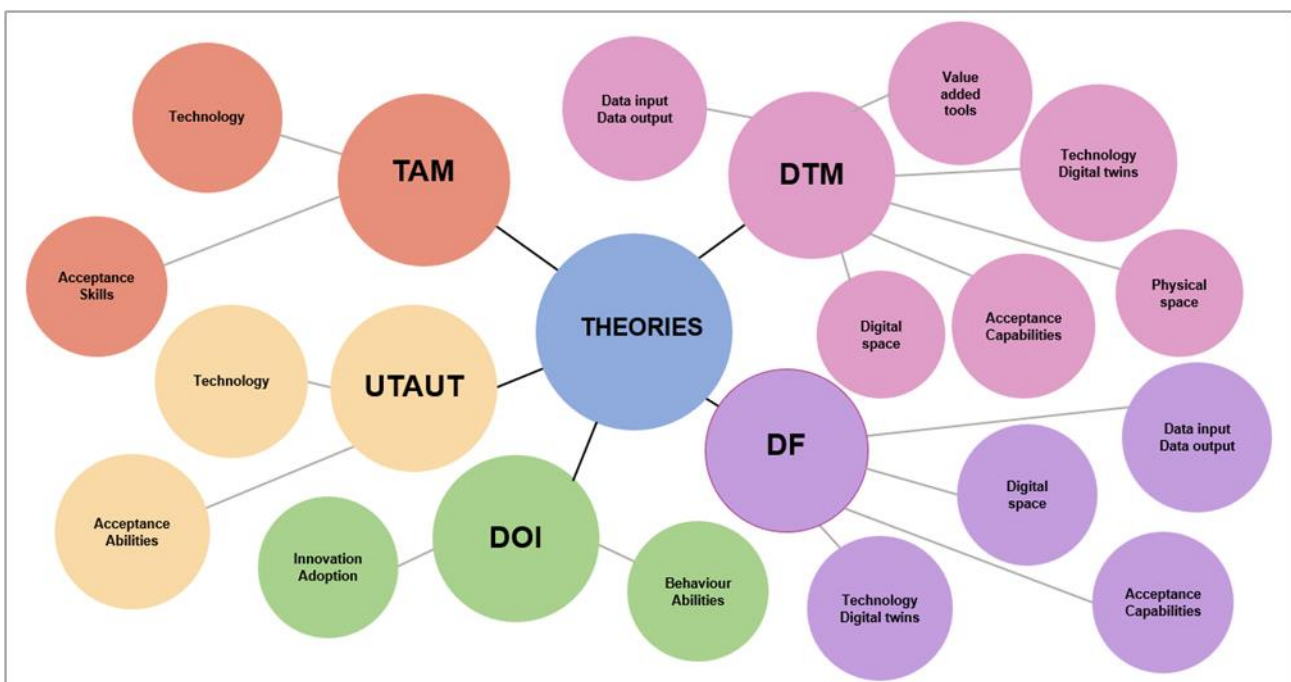 Technology
TAM
Acceptance
Skills
Data input
Data output
Value
added
tools
DTM
Technology
Digital twins
Physical
space
Acceptance
Capabilities
Digital
space
THEORIES
Technology
UTAUT
Acceptance
Abilities
Innovation
Adoption
DOI
Behaviour
Abilities
DF
Data input
Data output
Digital
space
Technology
Digital twins
Acceptance
Capabilities